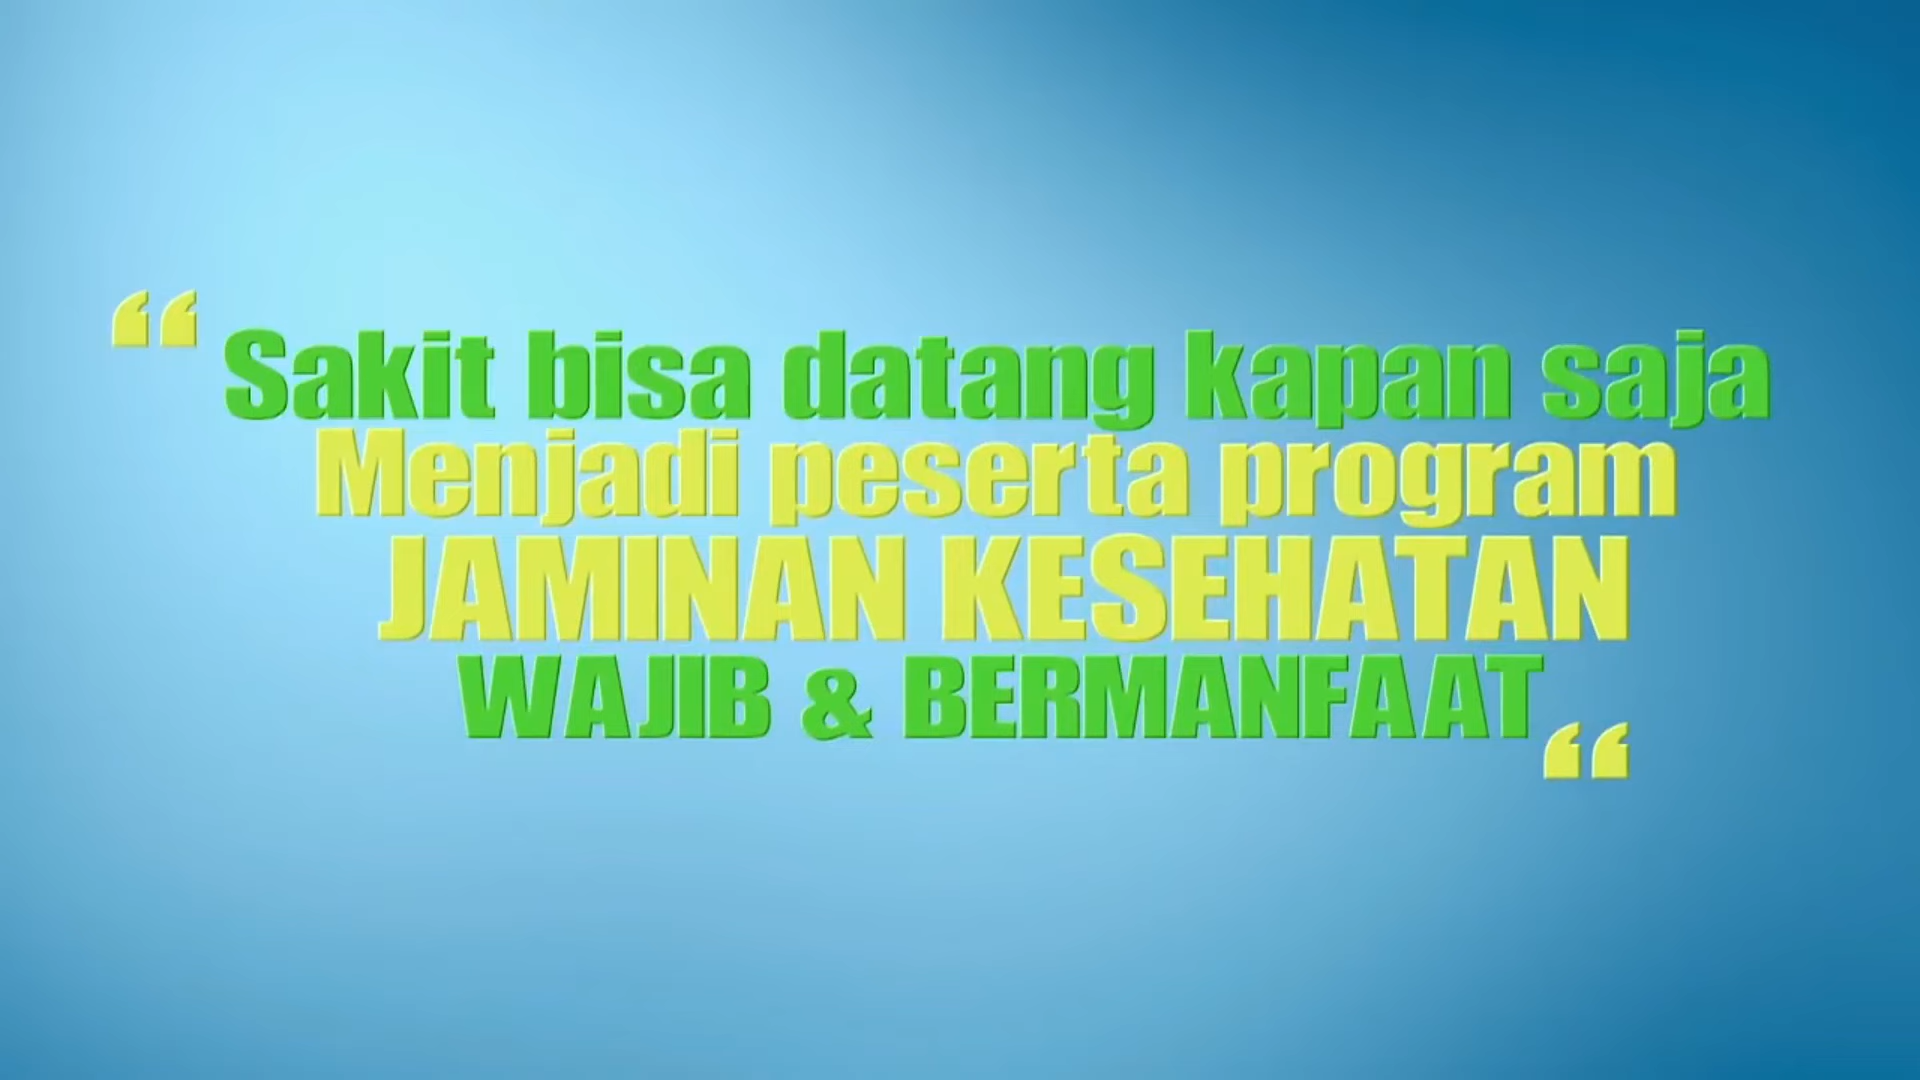 “ Sakit bisa datang kapan saja
Menjadi peserta program
JAMINAN KESEHATAN
WAJIB & BERMANFAAT “